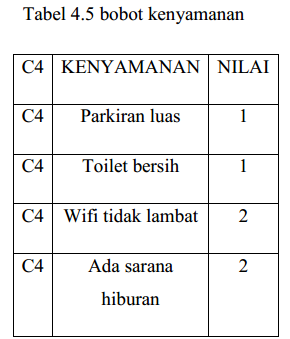 Tabel 4.5 bobot kenyamanan
C4 KENYAMANAN NILAI
C4 Parkiran luas 1
C4 Toilet bersih 1
C4 Wifi tidak lambat 2
C4 Ada sarana 2
hiburan